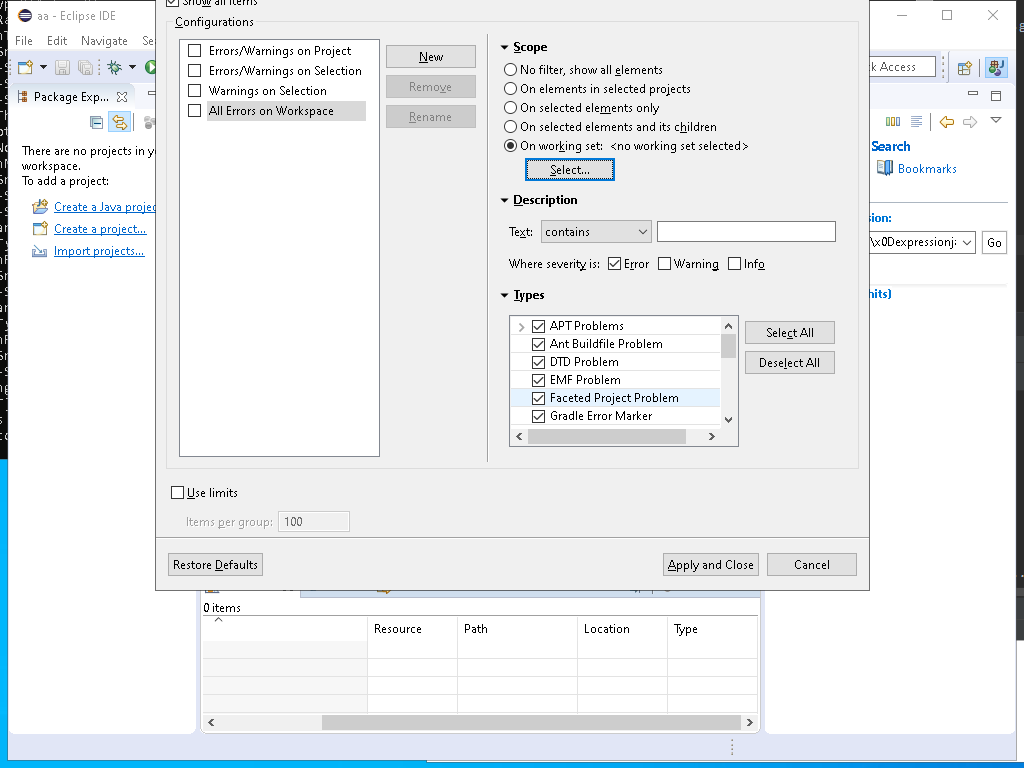 aa - Eclipse IDE
Show all items
File Edit Navigate Se
Configurations
Errors/Warnings on Project
Errors/Warnings on Selection
Warnings on Selection
All Errors on Workspace
New
Remove
Rename
Scope
No filter, show all elements
On elements in selected projects
On selected elements only
On selected elements and its children
On working set: <no working set selected>
Select...
Description
Text: contains
Where severity is: Error Warning Info
Types
APT Problems
Ant Buildfile Problem
DTD Problem
EMF Problem
Faceted Project Problem
Gradle Error Marker
Select All
Deselect All
Use limits
Items per group: 100
Restore Defaults
Apply and Close
Cancel
Package Exp...
There are no projects in y
workspace.
To add a project:
Create a Java projec
Create a project...
Import projects...
k Access
Search
Bookmarks
sion:
\x0Dexpressionj
Go
hits)
0 items
Resource Path Location Type